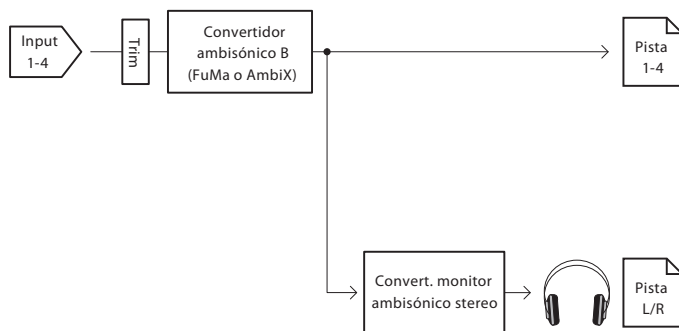 Input
1-4
Trim
Convertidor
ambisónico B
(FuMa o AmbiX)
Pista
1-4
Convert. monitor
ambisónico stereo
Pista
L/R